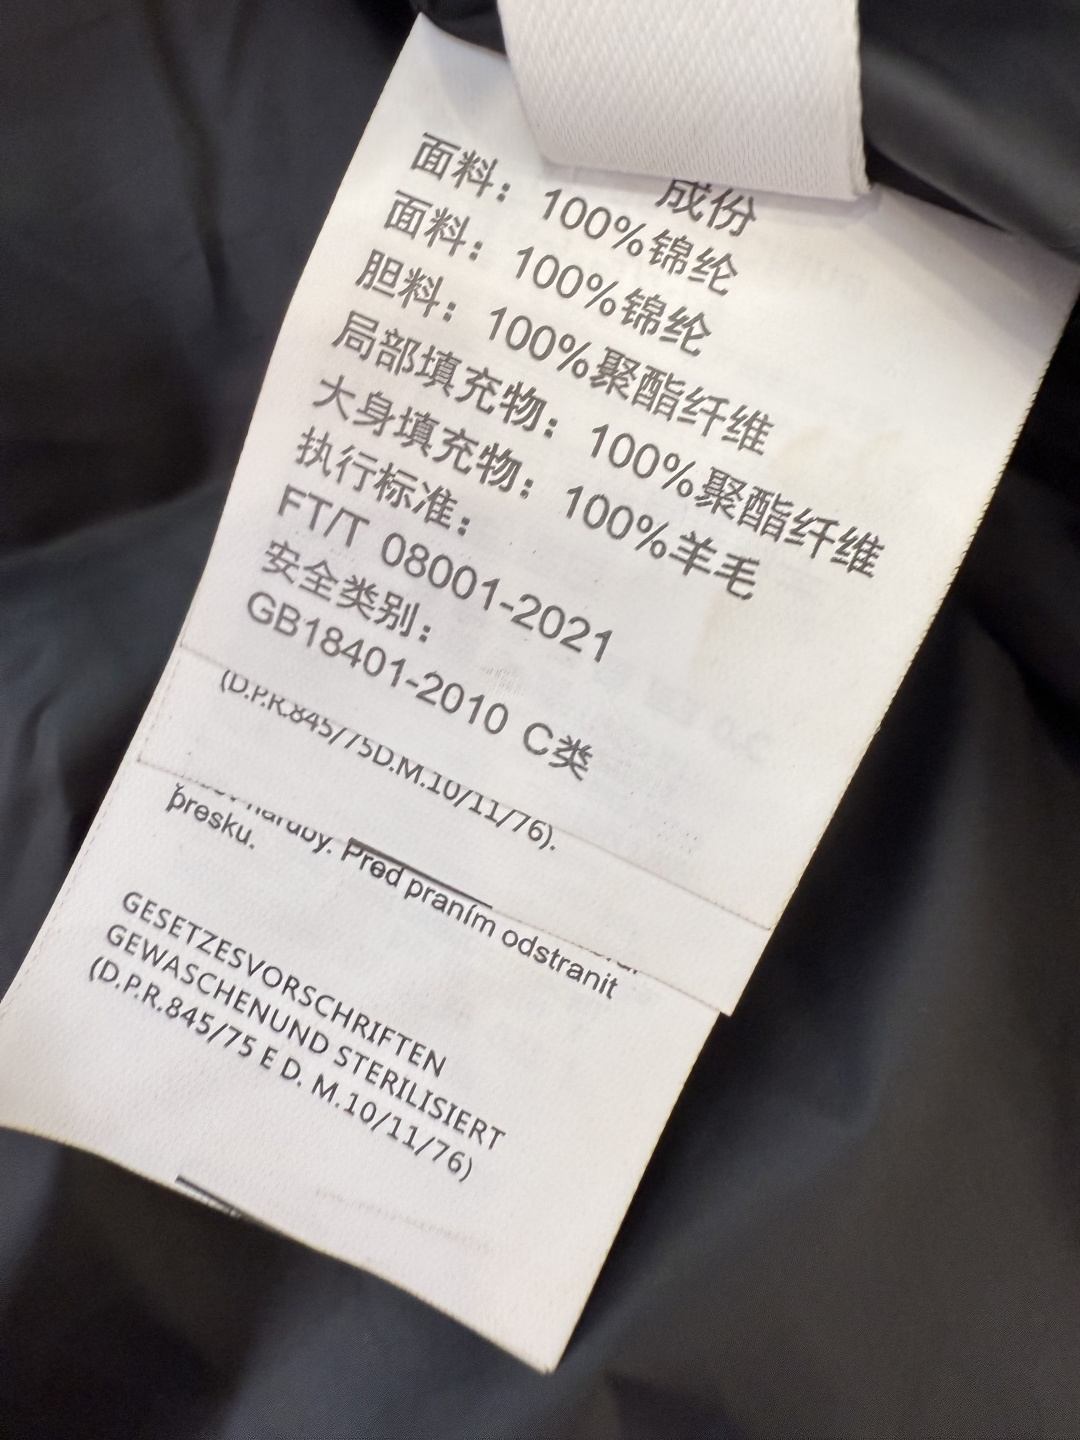 成份
面料：100%锦纶
面料：100%锦纶
胆料：100%聚酯纤维
局部填充物：100%聚酯纤维
大身填充物：100%羊毛
执行标准：
FT/T 08001-2021
安全类别：
GB18401-2010 C类
(D.P.R.845/75D.M.10/11/76).
naruby. Pred praním odstranit
presku.
GESETZESVORSCHRIFTEN
GEWASCHENUND STERILISIERT
(D.P.R.845/75 E D. M.10/11/76)